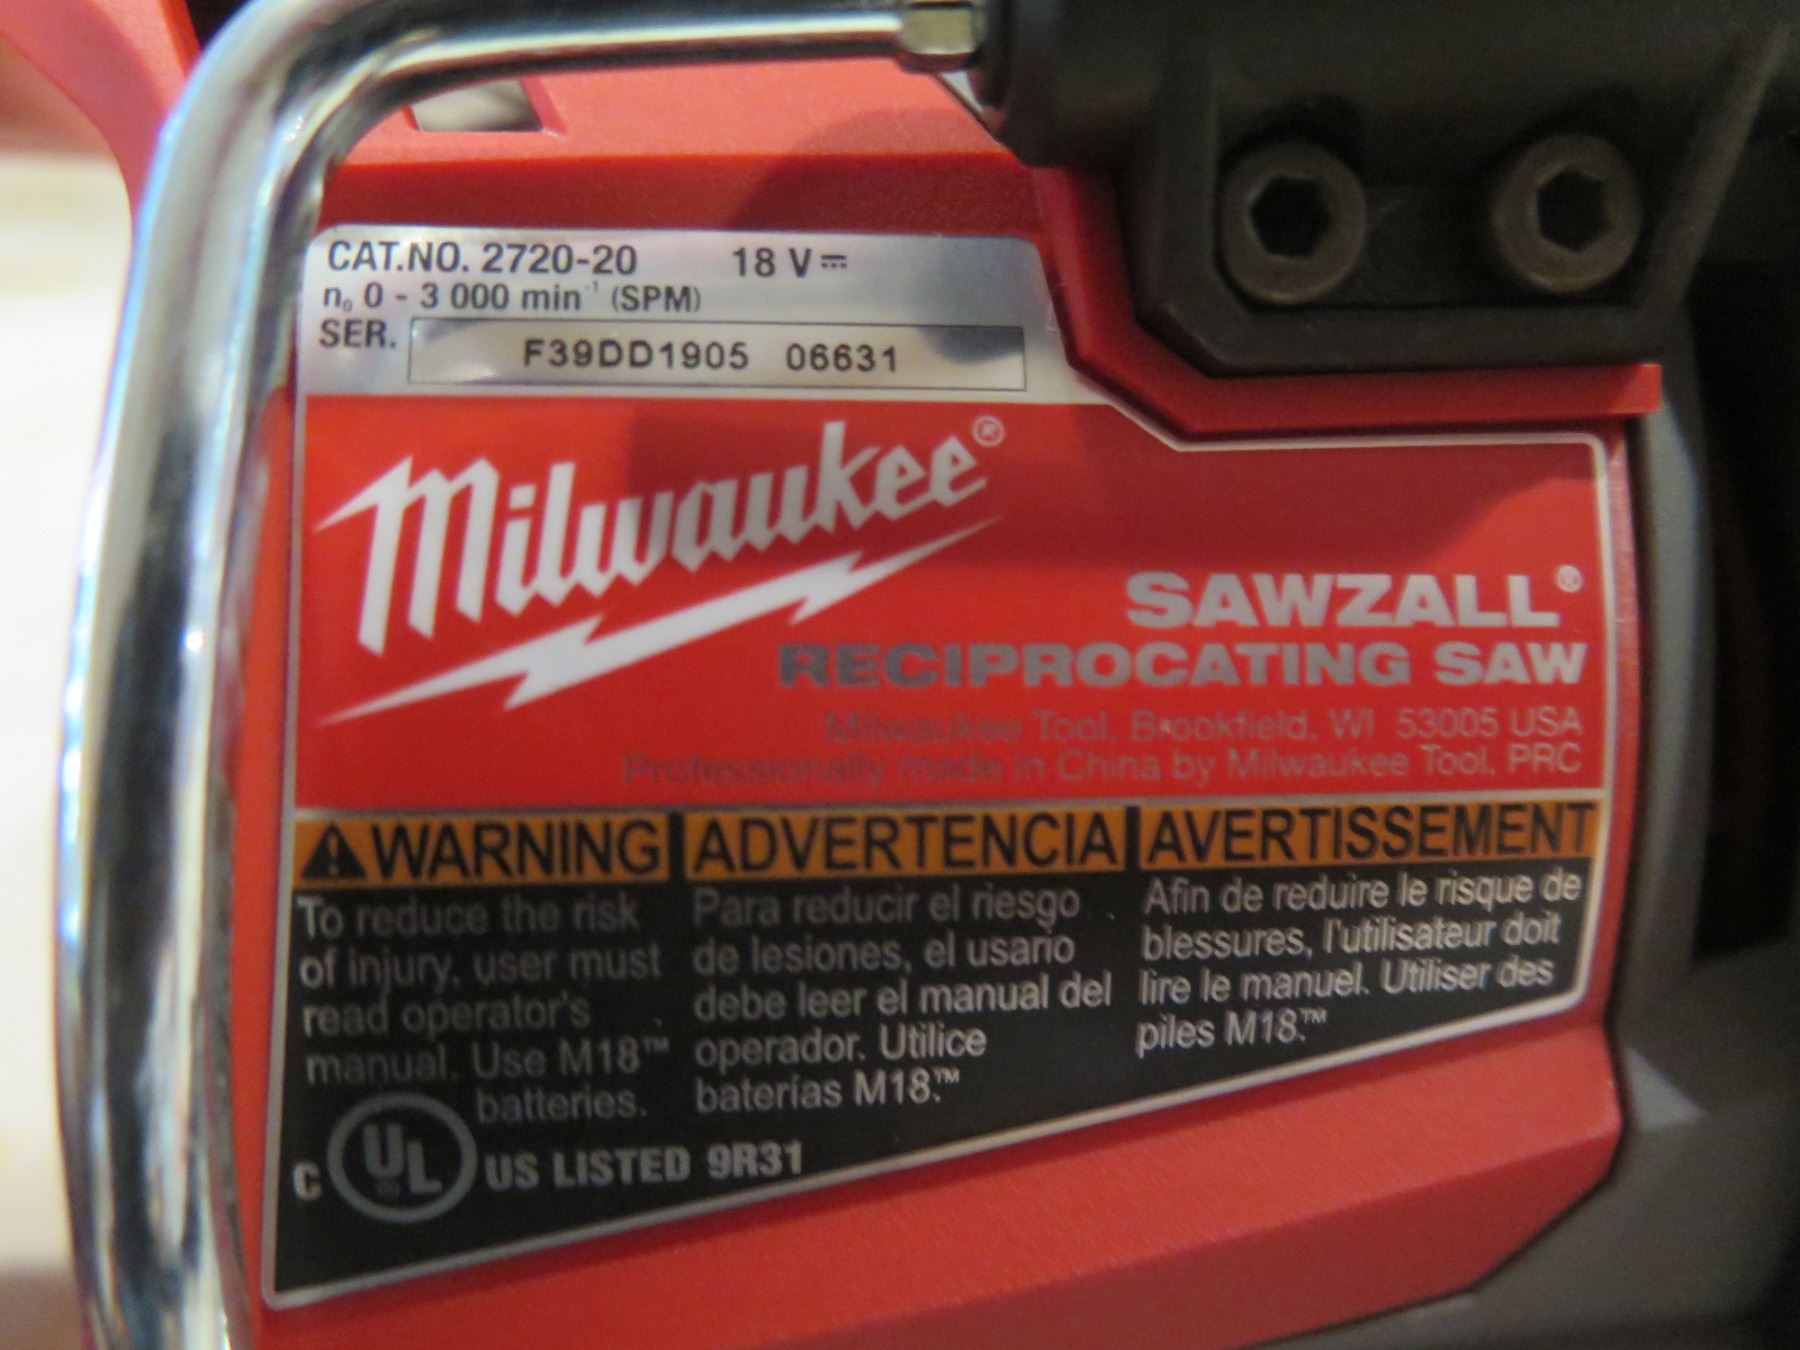 CAT.NO. 2720-20 18 V⎓
n₀ 0 - 3 000 min⁻¹ (SPM)
SER. F39DD1905 06631
Milwaukee®
SAWZALL®
RECIPROCATING SAW
Milwaukee Tool, Brookfield, WI 53005 USA
Professionally made in China by Milwaukee Tool, PRC
WARNING
To reduce the risk
of injury, user must
read operator's
manual. Use M18™
batteries.
ADVERTENCIA
Para reducir el riesgo
de lesiones, el usario
debe leer el manual del
operador. Utilice
baterías M18.™
AVERTISSEMENT
Afin de reduire le risque de
blessures, l'utilisateur doit
lire le manuel. Utiliser des
piles M18.™
C UL® US LISTED 9R31